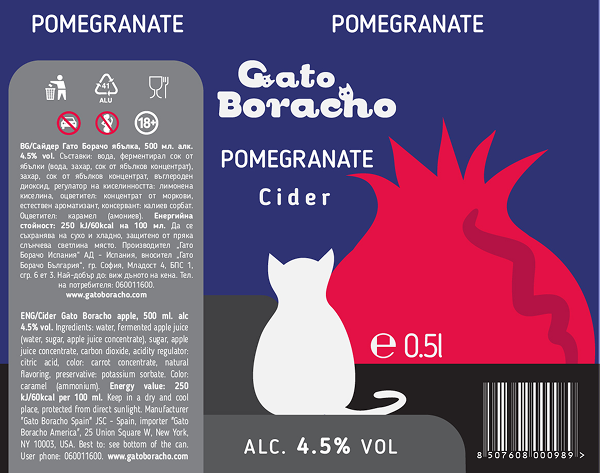 POMEGRANATE
POMEGRANATE
41
ALU
18+
BG/Сайдер Гато Борачо ябълка, 500 мл. алк.
4.5% vol. Съставки: вода, ферментирал сок от
ябълки (вода, захар, сок от ябълков концентрат),
захар, сок от ябълков концентрат, въглероден
диоксид, регулатор на киселинността: лимонена
киселина, оцветител: концентрат от моркови,
естествен ароматизант, консервант: калиев сорбат.
Оцветител: карамел (амониев). Енергийна
стойност: 250 kJ/60kcal на 100 мл. Да се
съхранява на сухо и хладно, защитено от пряка
слънчева светлина място. Производител „Гато
Борачо Испания" АД - Испания, вносител „Гато
Борачо България", гр. София, Младост 4, БПС 1,
сгр. 6 ет 3. Най-добър до: виж дъното на кена. Тел.
на потребителя: 060011600.
www.gatoboracho.com
ENG/Cider Gato Boracho apple, 500 ml. alc
4.5% vol. Ingredients: water, fermented apple juice
(water, sugar, apple juice concentrate), sugar, apple
juice concentrate, carbon dioxide, acidity regulator:
citric acid, color: carrot concentrate, natural
flavoring, preservative: potassium sorbate. Color:
caramel (ammonium). Energy value: 250
kJ/60kcal per 100 ml. Keep in a dry and cool
place, protected from direct sunlight. Manufacturer
"Gato Boracho Spain" JSC - Spain, importer "Gato
Boracho America", 25 Union Square W, New York,
NY 10003, USA. Best to: see bottom of the can.
User phone: 060011600. www.gatoboracho.com
Gato
Boracho
POMEGRANATE
Cider
e 0.5l
ALC. 4.5% VOL
8 507608 000989 >